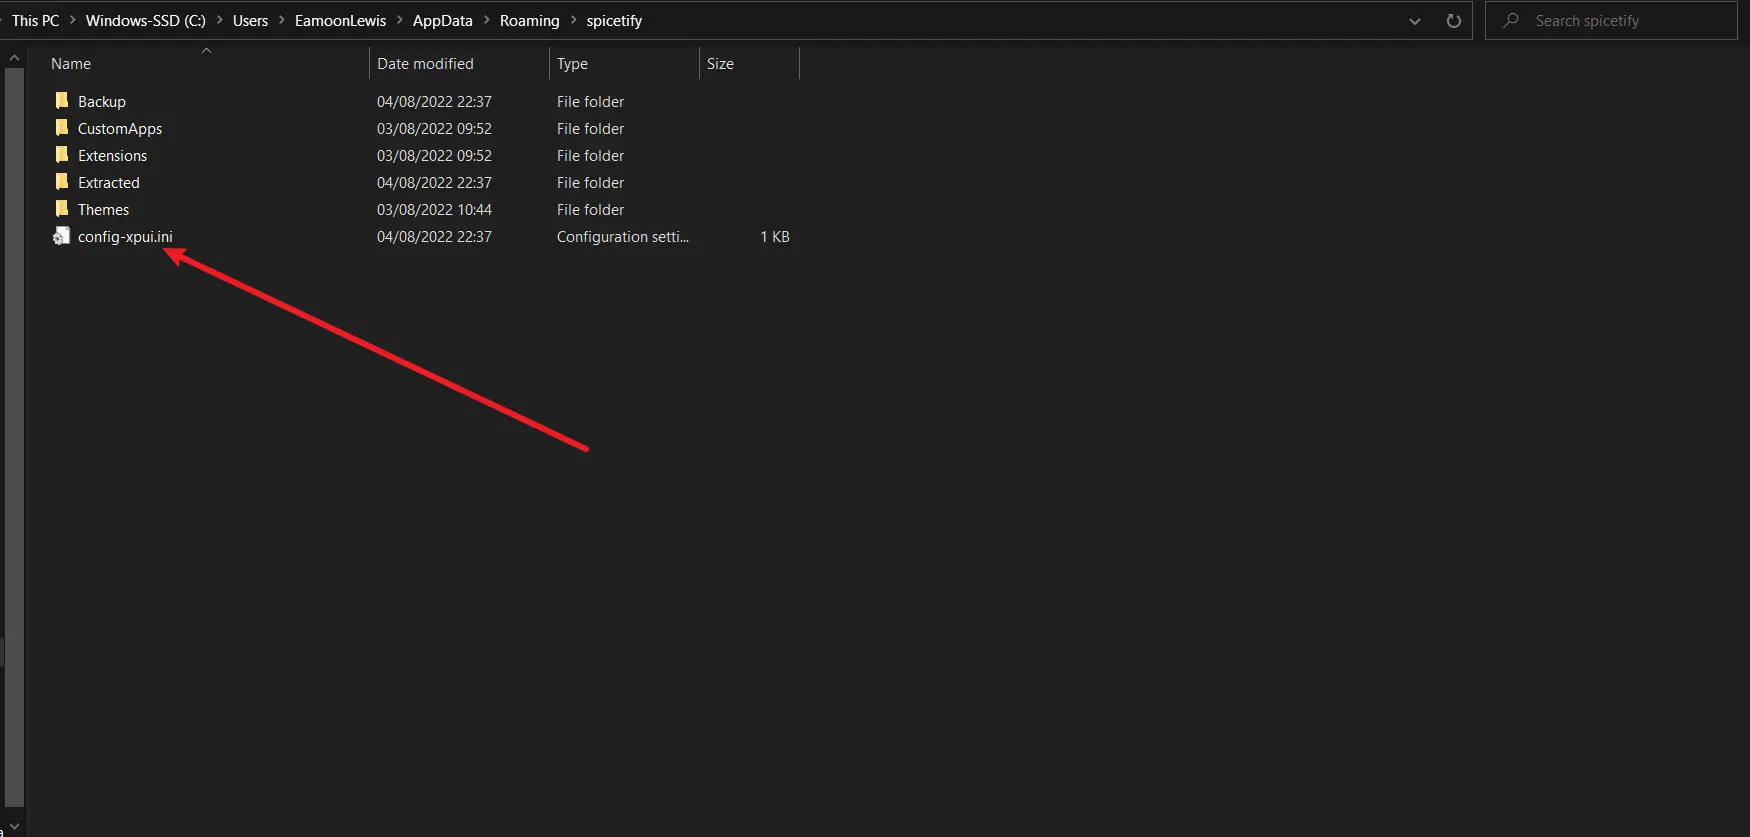 This PC > Windows-SSD (C:) > Users > EamoonLewis > AppData > Roaming > spicetify
Search spicetify
Name Date modified Type Size
Backup 04/08/2022 22:37 File folder
CustomApps 03/08/2022 09:52 File folder
Extensions 03/08/2022 09:52 File folder
Extracted 04/08/2022 22:37 File folder
Themes 03/08/2022 10:44 File folder
config-xpui.ini 04/08/2022 22:37 Configuration setti... 1 KB